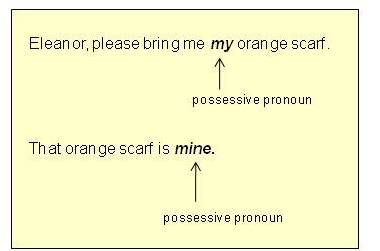 Eleanor, please bring me my orange scarf.
possessive pronoun
That orange scarf is mine.
possessive pronoun